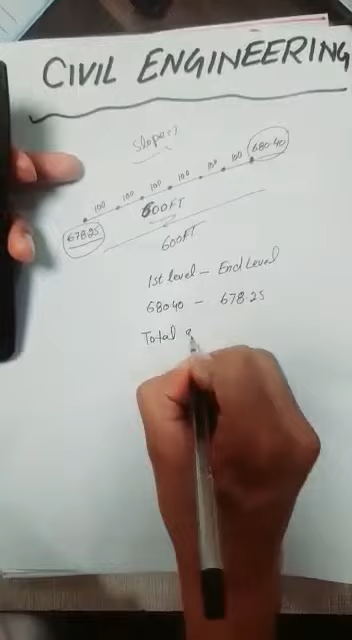 CIVIL ENGINEERING
Slope:?
680.40
100 100 100 100 100 100
678.25
600FT
600FT
1st level - End Level
680.40 - 678.25
Total